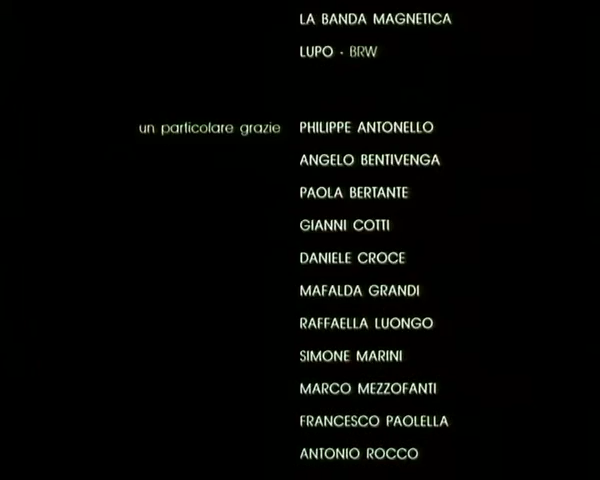 LA BANDA MAGNETICA
LUPO - BRW
un particolare grazie PHILIPPE ANTONELLO
ANGELO BENTIVENGA
PAOLA BERTANTE
GIANNI COTTI
DANIELE CROCE
MAFALDA GRANDI
RAFFAELLA LUONGO
SIMONE MARINI
MARCO MEZZOFANTI
FRANCESCO PAOLELLA
ANTONIO ROCCO